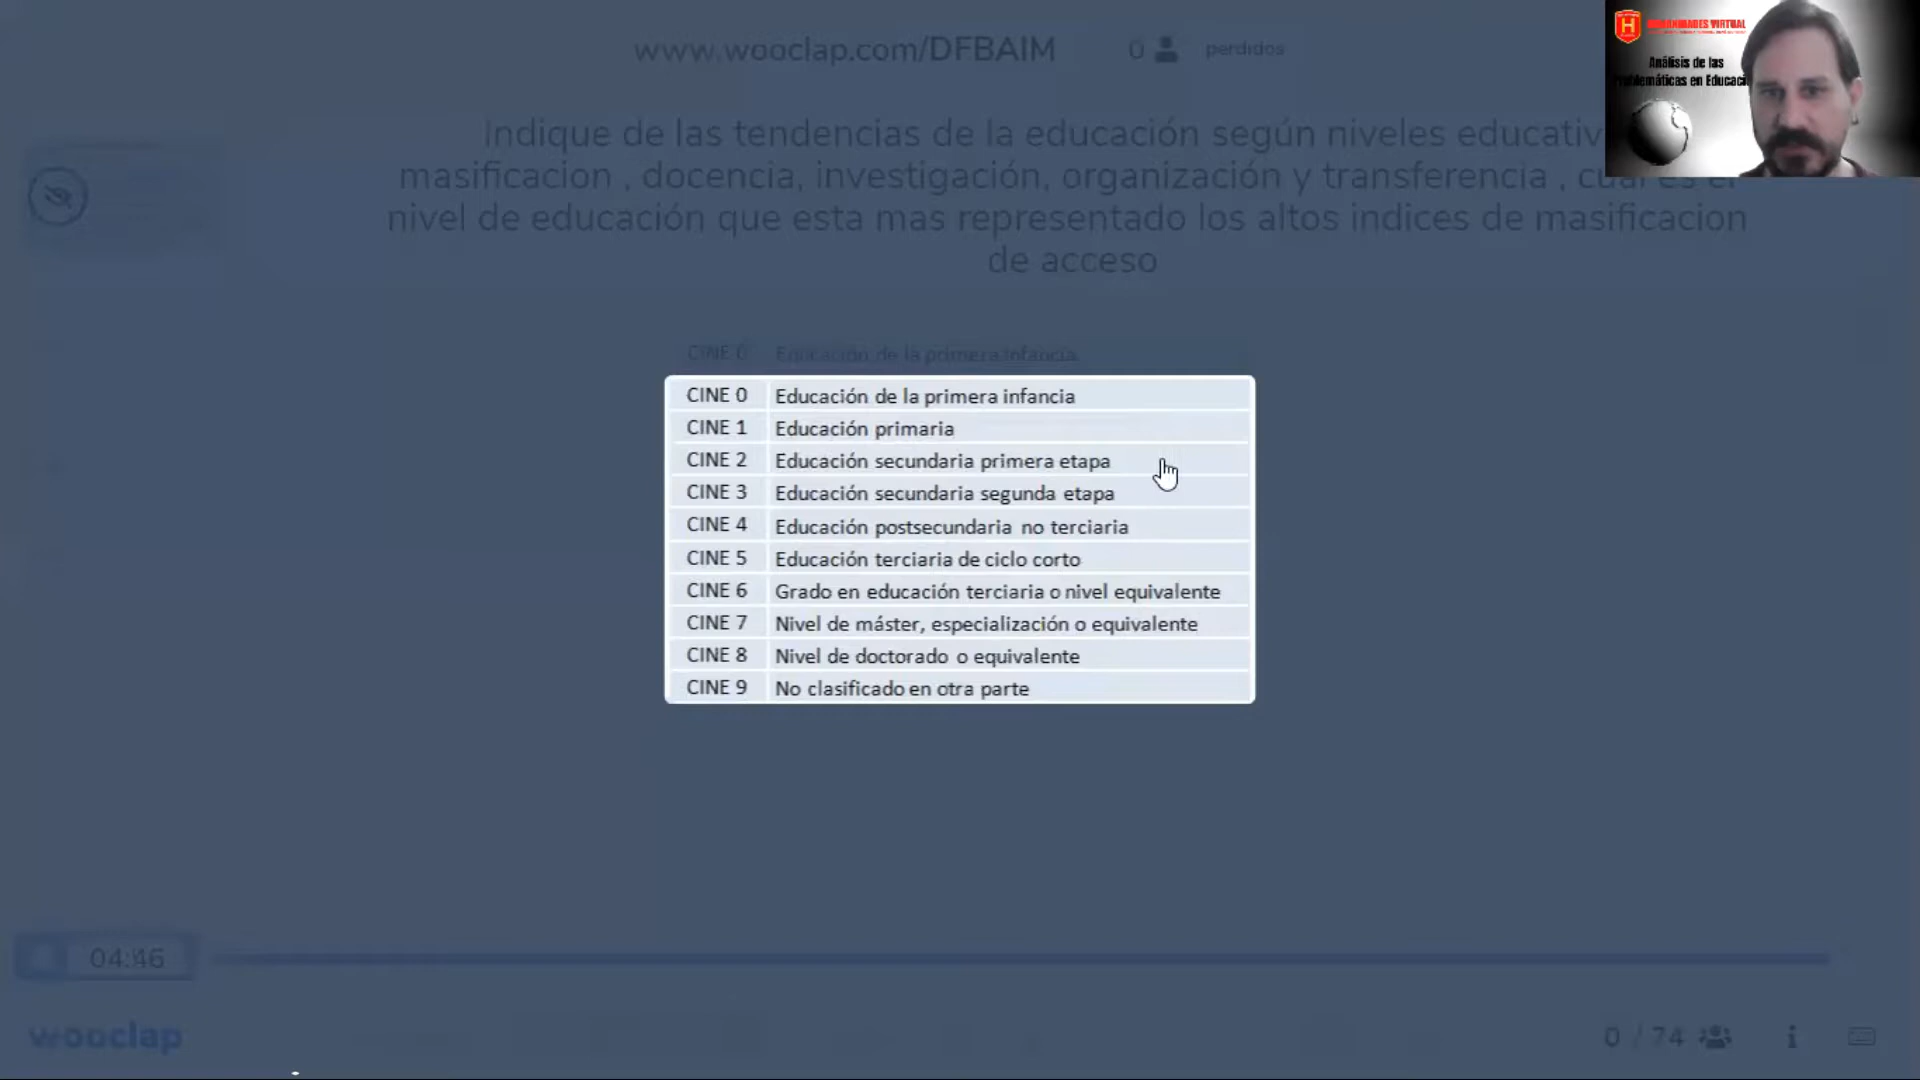 www.wooclap.com/DFBAIM 0 perdidos
HUMANIDADES VIRTUAL
Análisis de las
Problemáticas en Educaci
Indique de las tendencias de la educación según niveles educativ
masificacion , docencia, investigación, organización y transferencia , cual es el
nivel de educación que esta mas representado los altos indices de masificacion
de acceso
CINE 0 Educación de la primera infancia
CINE 0 Educación de la primera infancia
CINE 1 Educación primaria
CINE 2 Educación secundaria primera etapa
CINE 3 Educación secundaria segunda etapa
CINE 4 Educación postsecundaria no terciaria
CINE 5 Educación terciaria de ciclo corto
CINE 6 Grado en educación terciaria o nivel equivalente
CINE 7 Nivel de máster, especialización o equivalente
CINE 8 Nivel de doctorado o equivalente
CINE 9 No clasificado en otra parte
04:46
wooclap 0 / 74